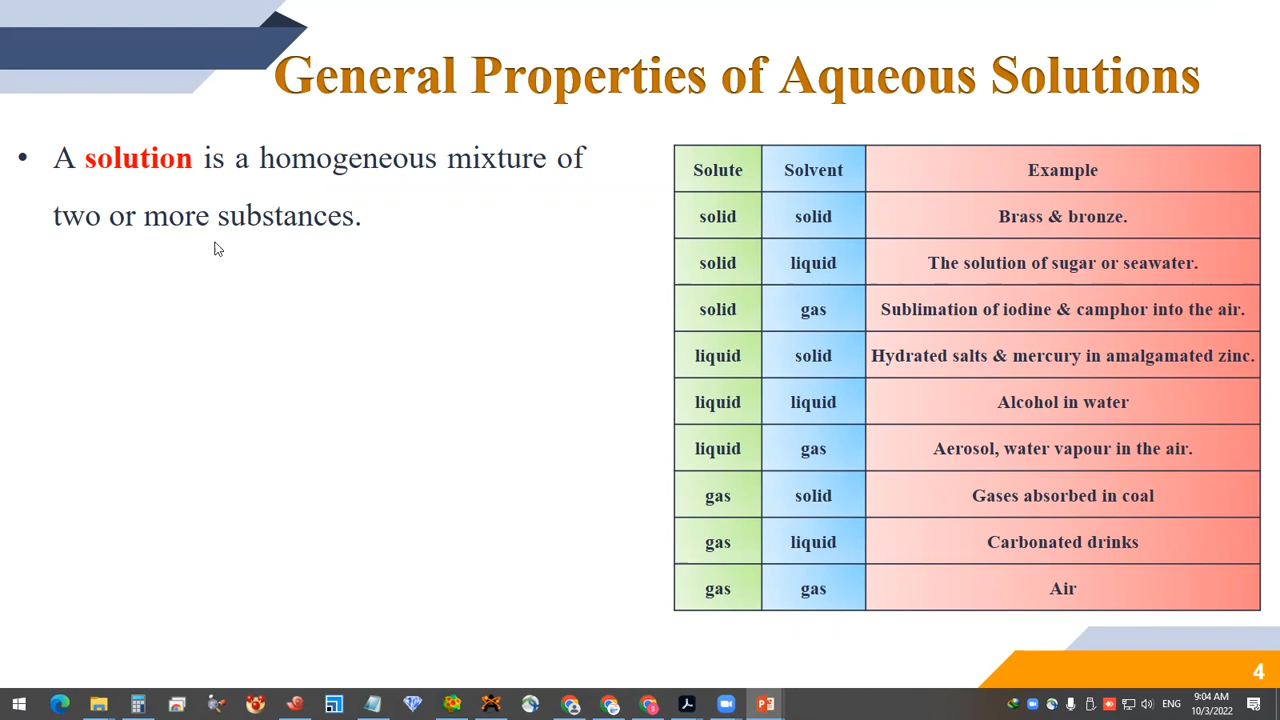 General Properties of Aqueous Solutions
• A solution is a homogeneous mixture of
two or more substances.
Solute Solvent Example
solid solid Brass & bronze.
solid liquid The solution of sugar or seawater.
solid gas Sublimation of iodine & camphor into the air.
liquid solid Hydrated salts & mercury in amalgamated zinc.
liquid liquid Alcohol in water
liquid gas Aerosol, water vapour in the air.
gas solid Gases absorbed in coal
gas liquid Carbonated drinks
gas gas Air
4
ENG
9:04 AM
10/3/2022